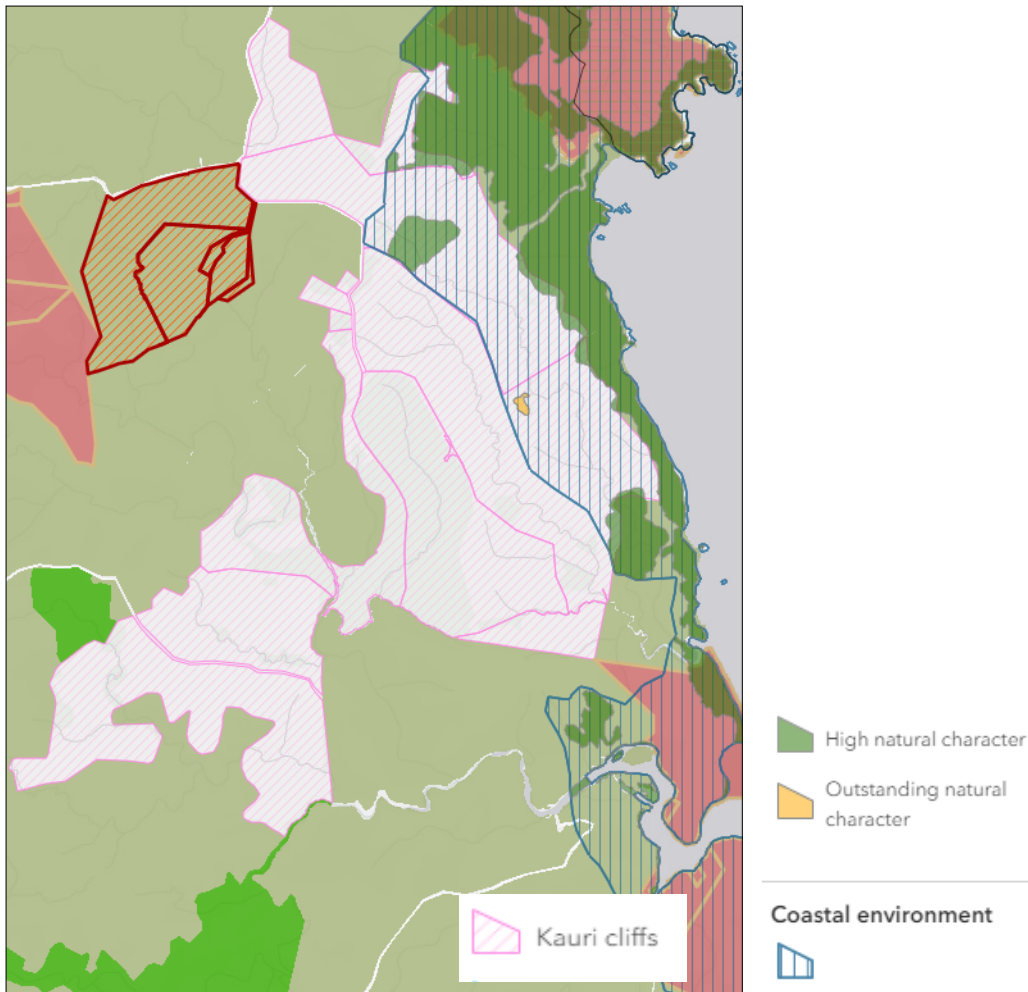 High natural character
Outstanding natural
character
Coastal environment
Kauri cliffs